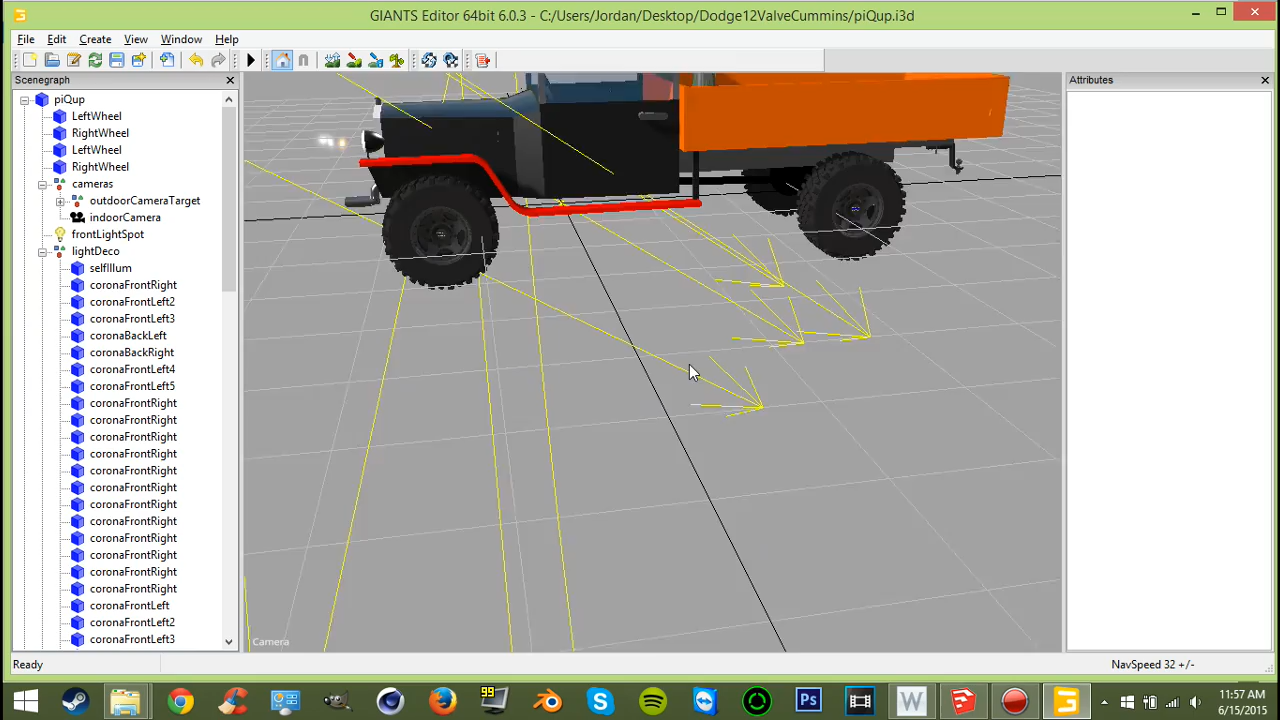 GIANTS Editor 64bit 6.0.3 - C:/Users/Jordan/Desktop/Dodge12ValveCummins/piQup.i3d
File Edit Create View Window Help
Scenegraph
Attributes
piQup
LeftWheel
RightWheel
LeftWheel
RightWheel
cameras
outdoorCameraTarget
indoorCamera
frontLightSpot
lightDeco
selfIllum
coronaFrontRight
coronaFrontLeft2
coronaFrontLeft3
coronaBackLeft
coronaBackRight
coronaFrontLeft4
coronaFrontLeft5
coronaFrontRight
coronaFrontRight
coronaFrontRight
coronaFrontRight
coronaFrontRight
coronaFrontRight
coronaFrontRight
coronaFrontRight
coronaFrontRight
coronaFrontRight
coronaFrontRight
coronaFrontRight
coronaFrontLeft
coronaFrontLeft2
coronaFrontLeft3
Camera
Ready
NavSpeed 32 +/-
99
Ps
W
11:57 AM
6/15/2015